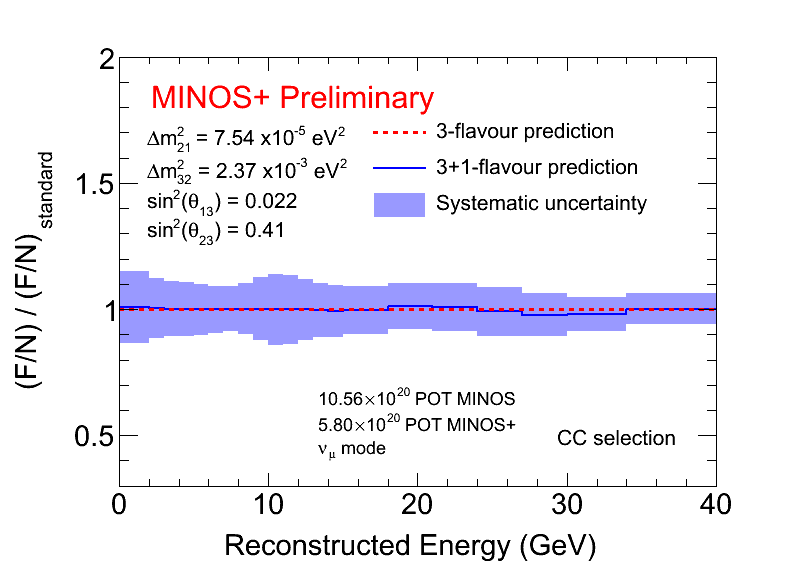 MINOS+ Preliminary
Δm²₂₁ = 7.54 x10⁻⁵ eV²
Δm²₃₂ = 2.37 x10⁻³ eV²
sin²(θ₁₃) = 0.022
sin²(θ₂₃) = 0.41
3-flavour prediction
3+1-flavour prediction
Systematic uncertainty
10.56×10²⁰ POT MINOS
5.80×10²⁰ POT MINOS+
ν_μ mode
CC selection
(F/N) / (F/N)_standard
2
1.5
1
0.5
0 10 20 30 40
Reconstructed Energy (GeV)